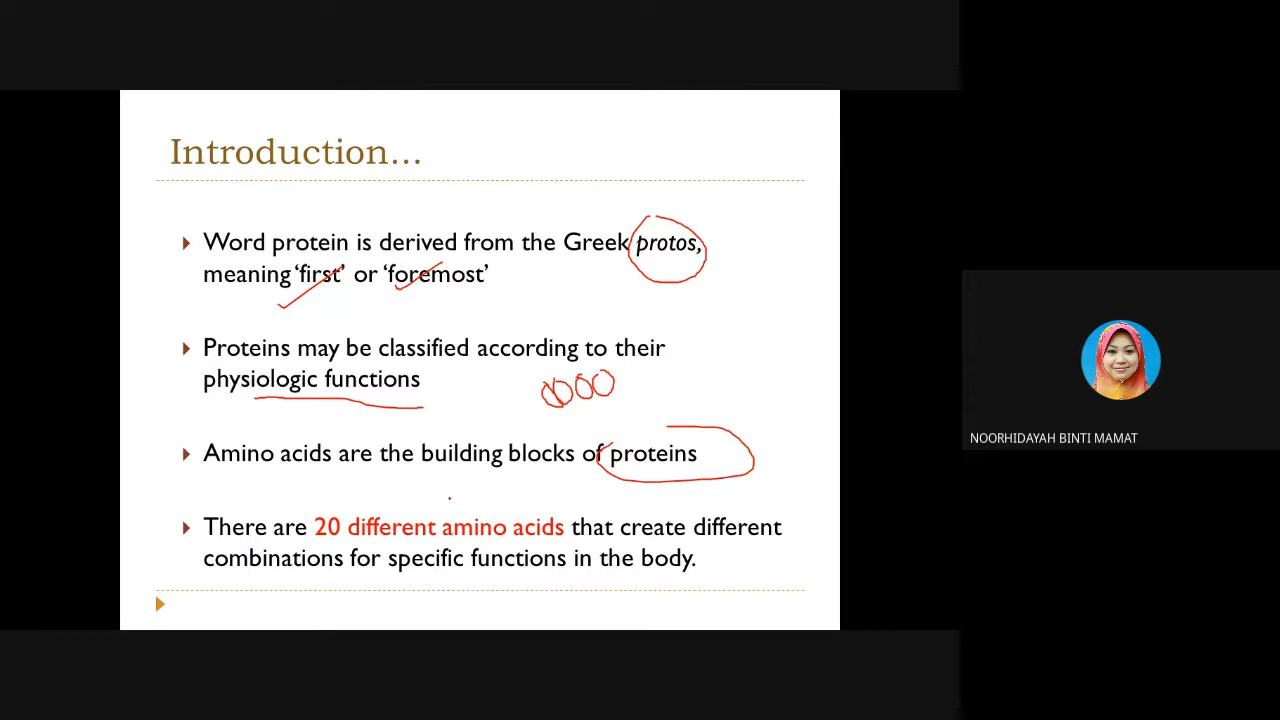 Introduction...
Word protein is derived from the Greek protos,
meaning ‘first’ or ‘foremost’
Proteins may be classified according to their
physiologic functions
Amino acids are the building blocks of proteins
There are 20 different amino acids that create different
combinations for specific functions in the body.
NOORHIDAYAH BINTI MAMAT